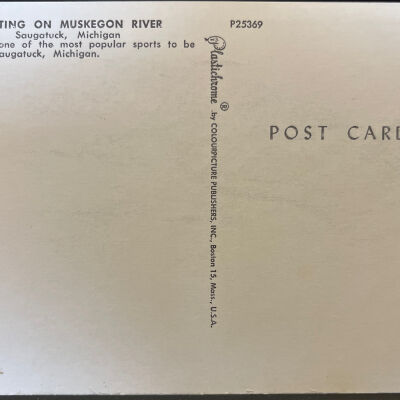 TING ON MUSKEGON RIVER
Saugatuck, Michigan
one of the most popular sports to be
augatuck, Michigan.
P25369
Plastichrome ® by COLOURPICTURE PUBLISHERS, INC., Boston 15, Mass., U.S.A.
POST CARD